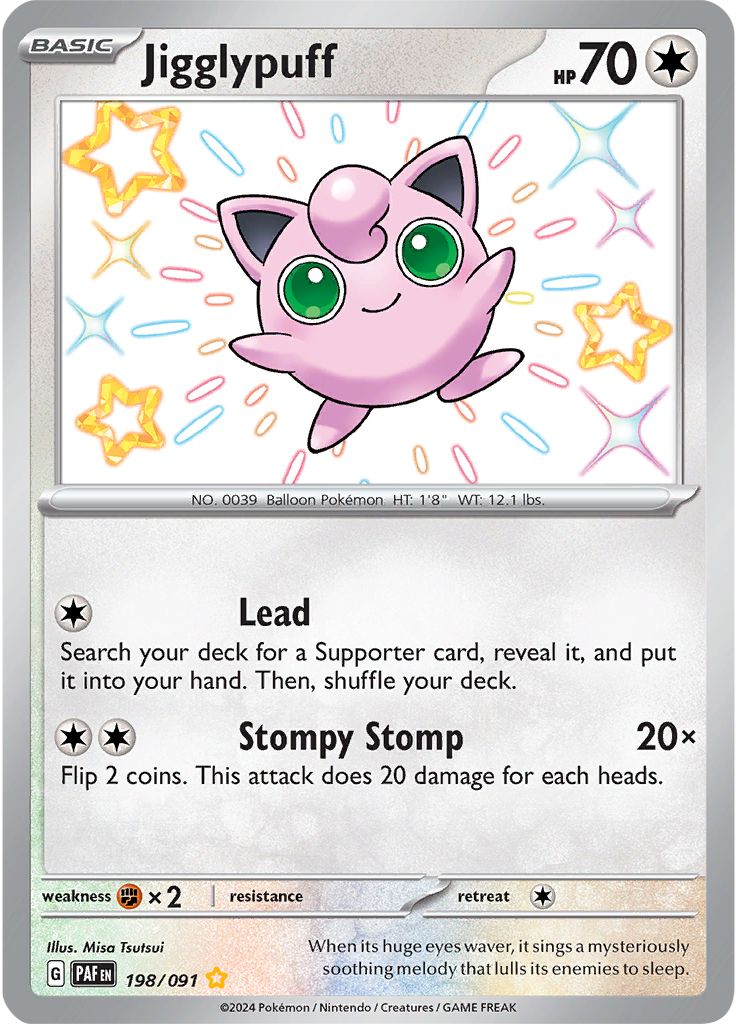 BASIC
Jigglypuff
HP 70
NO. 0039 Balloon Pokémon HT: 1'8" WT: 12.1 lbs.
Lead
Search your deck for a Supporter card, reveal it, and put
it into your hand. Then, shuffle your deck.
Stompy Stomp 20×
Flip 2 coins. This attack does 20 damage for each heads.
weakness ×2 resistance retreat
Illus. Misa Tsutsui
When its huge eyes waver, it sings a mysteriously
soothing melody that lulls its enemies to sleep.
G PAF EN 198/091
©2024 Pokémon / Nintendo / Creatures / GAME FREAK